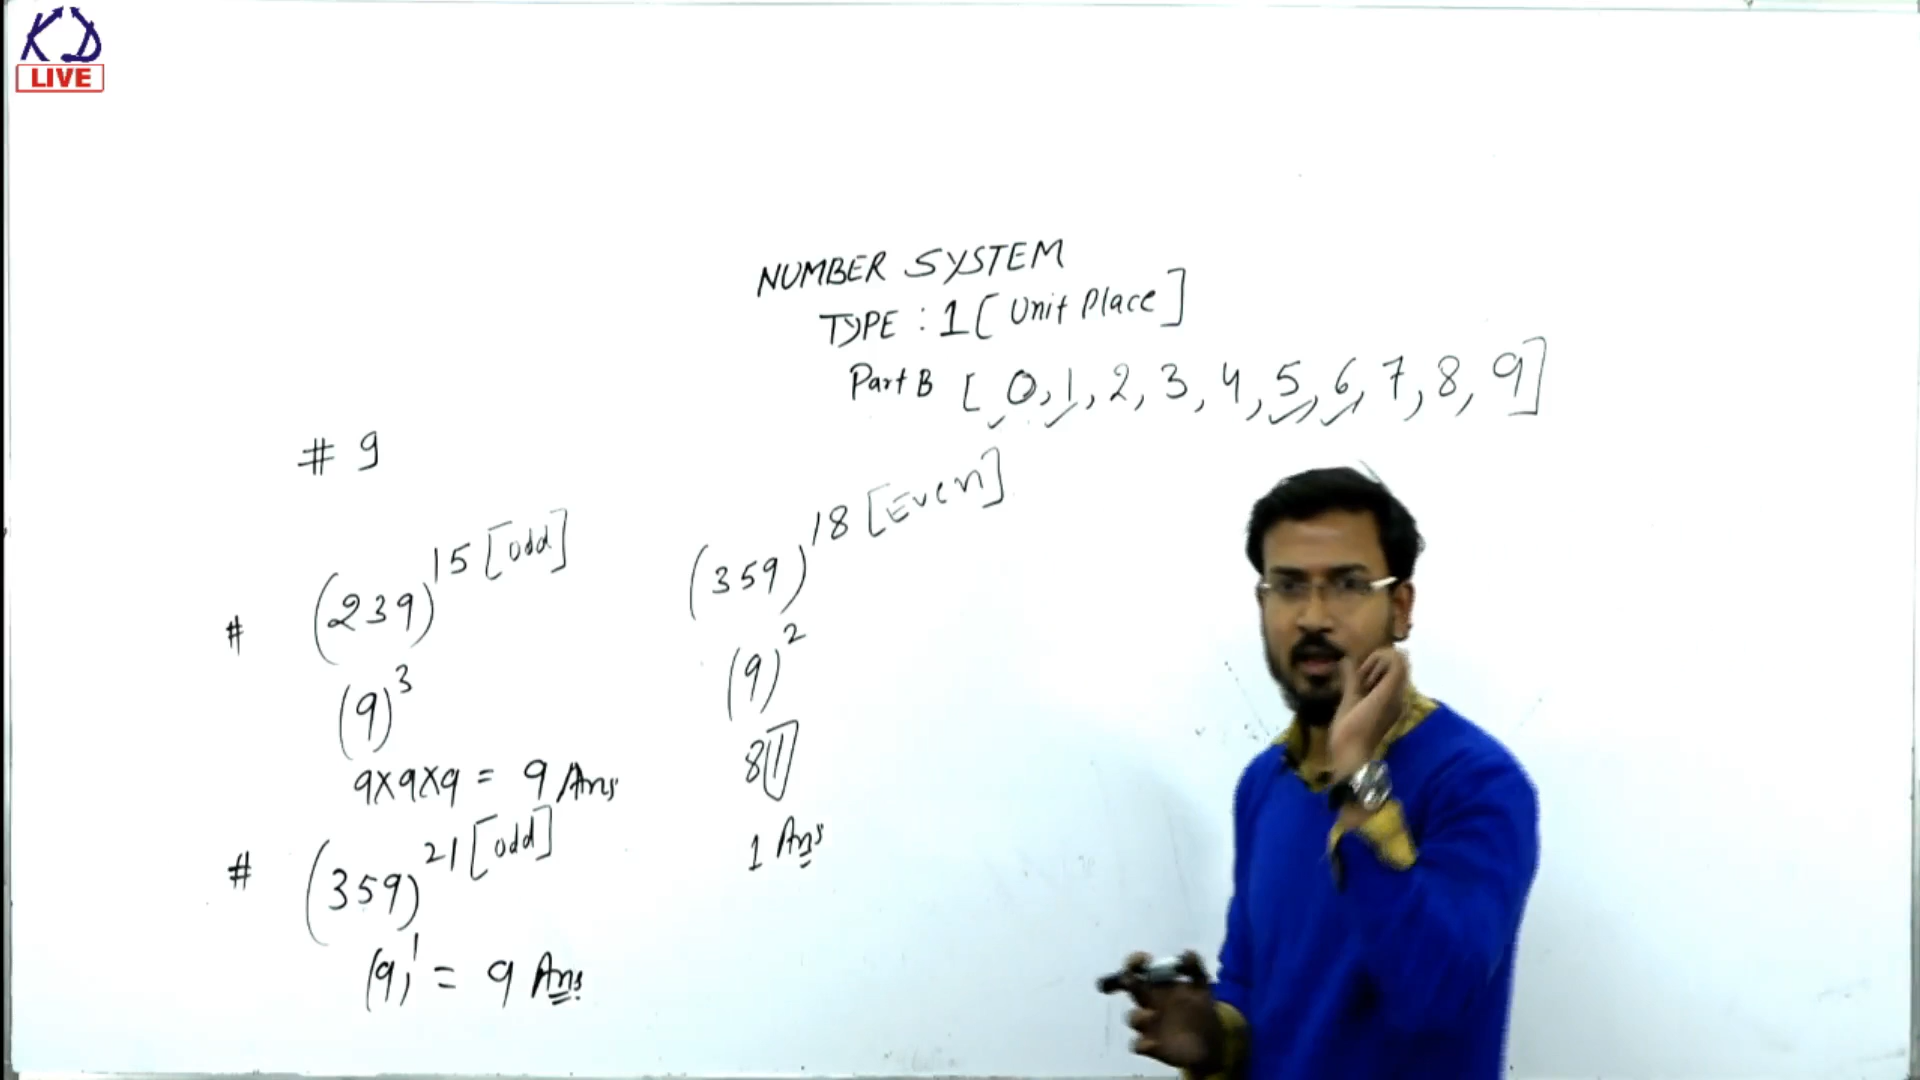 KD
LIVE
NUMBER SYSTEM
TYPE : 1 [ Unit Place ]
Part B [ 0, 1, 2, 3, 4, 5, 6, 7, 8, 9 ]
# 9
# (239)^15 [odd]
(9)^3
9×9×9 = 9 Ans
# (359)^21 [odd]
(9)^1 = 9 Ans
(359)^18 [Even]
(9)^2
81
1 Ans